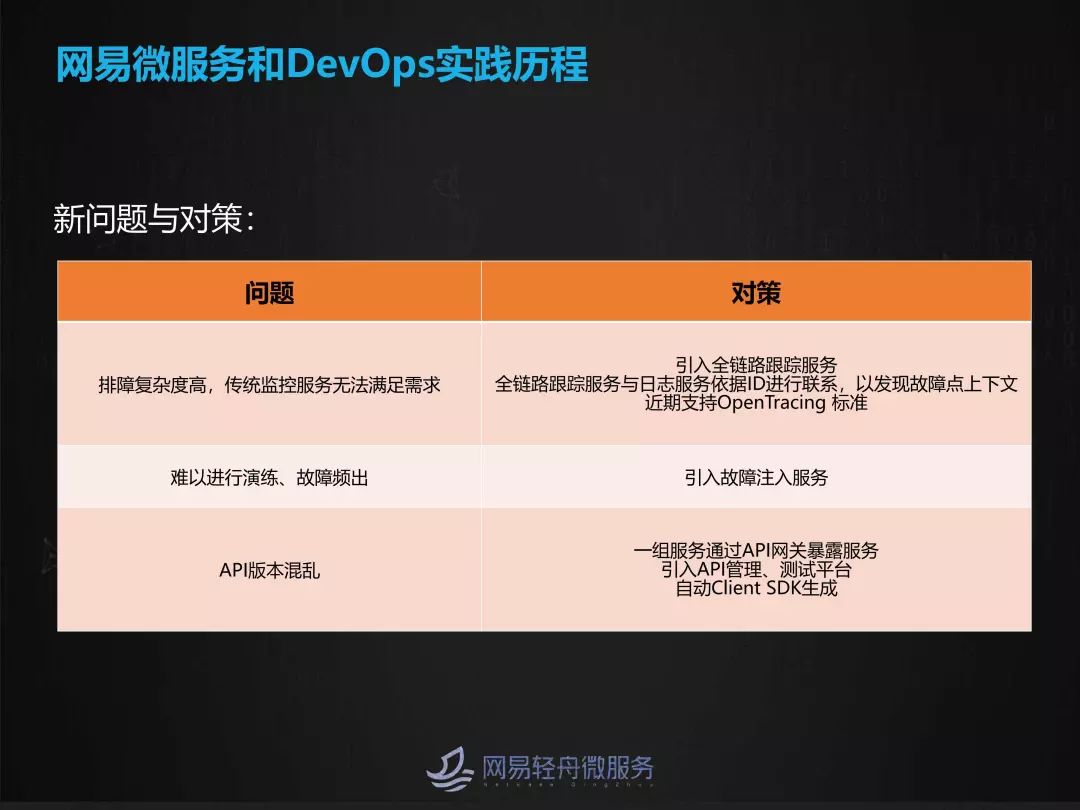 网易微服务和DevOps实践历程
新问题与对策：
问题
对策
排障复杂度高，传统监控服务无法满足需求
引入全链路跟踪服务
全链路跟踪服务与日志服务依据ID进行联系，以发现故障点上下文
近期支持OpenTracing 标准
难以进行演练、故障频出
引入故障注入服务
API版本混乱
一组服务通过API网关暴露服务
引入API管理、测试平台
自动Client SDK生成
网易轻舟微服务
Netease QingZhou